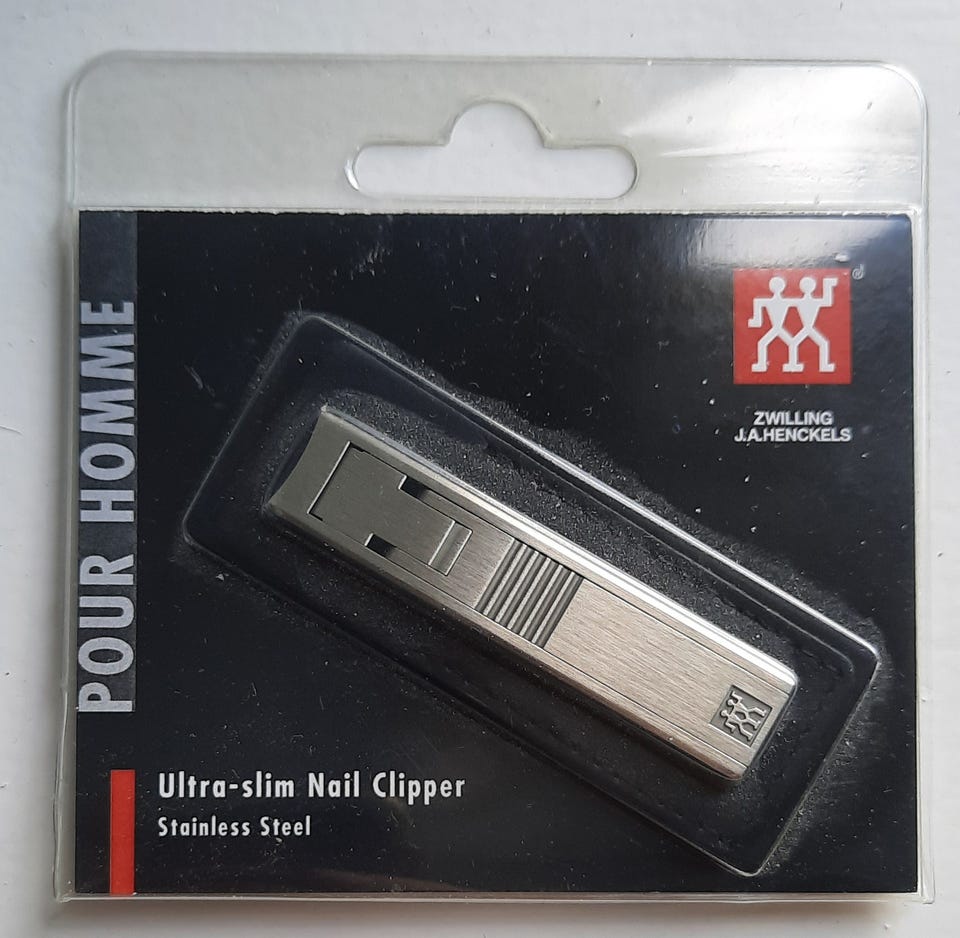 POUR HOMME
®
ZWILLING
J.A.HENCKELS
Ultra-slim Nail Clipper
Stainless Steel